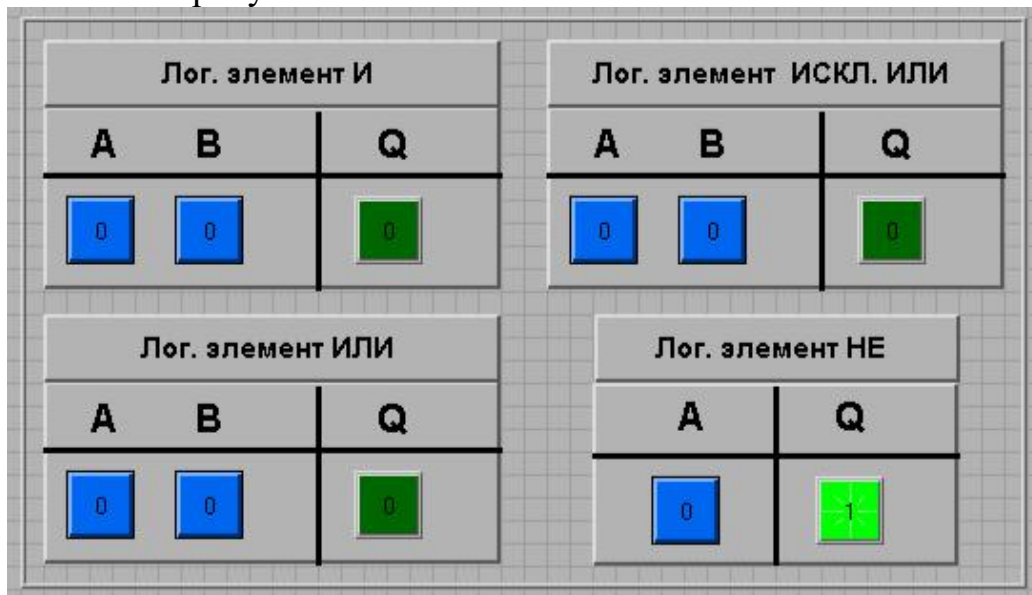 Лог. элемент И
A B Q
0 0 0
Лог. элемент ИСКЛ. ИЛИ
A B Q
0 0 0
Лог. элемент ИЛИ
A B Q
0 0 0
Лог. элемент НЕ
A Q
0 1